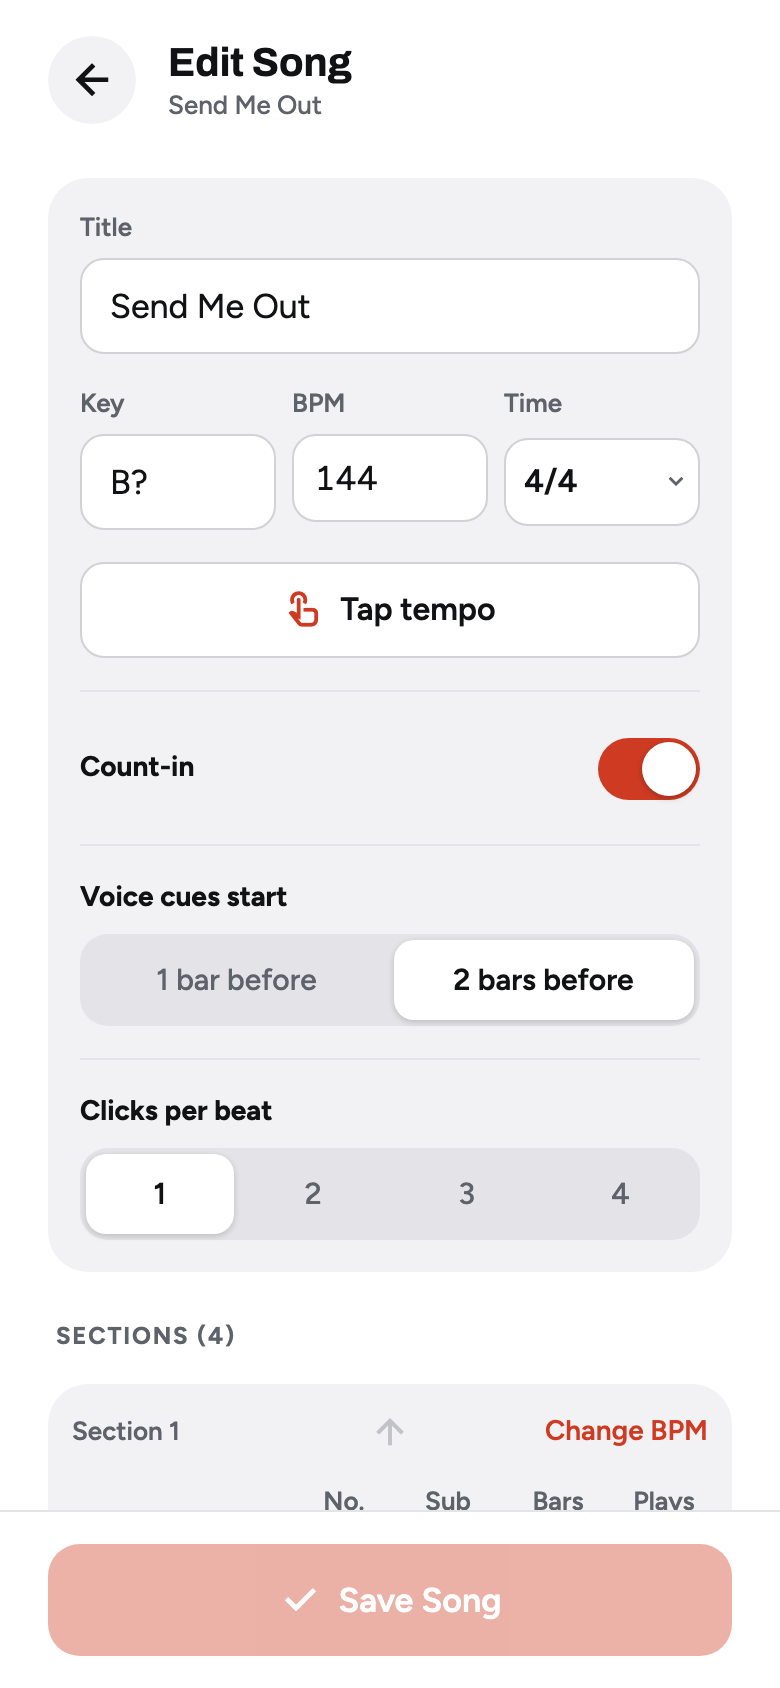 Edit Song
Send Me Out
Title
Send Me Out
Key BPM Time
B? 144 4/4
Tap tempo
Count-in
Voice cues start
1 bar before 2 bars before
Clicks per beat
1 2 3 4
SECTIONS (4)
Section 1 Change BPM
No. Sub Bars Plays
Save Song